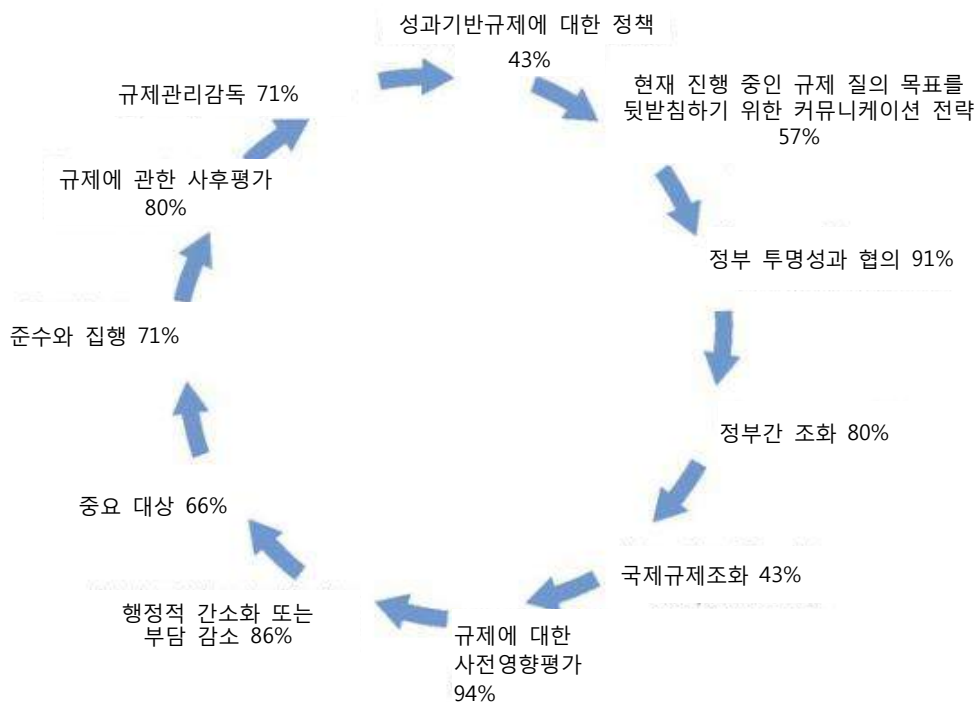 성과기반규제에 대한 정책
43%
현재 진행 중인 규제 질의 목표를
뒷받침하기 위한 커뮤니케이션 전략
57%
정부 투명성과 협의 91%
정부간 조화 80%
국제규제조화 43%
규제에 대한
사전영향평가
94%
행정적 간소화 또는
부담 감소 86%
중요 대상 66%
준수와 집행 71%
규제에 관한 사후평가
80%
규제관리감독 71%